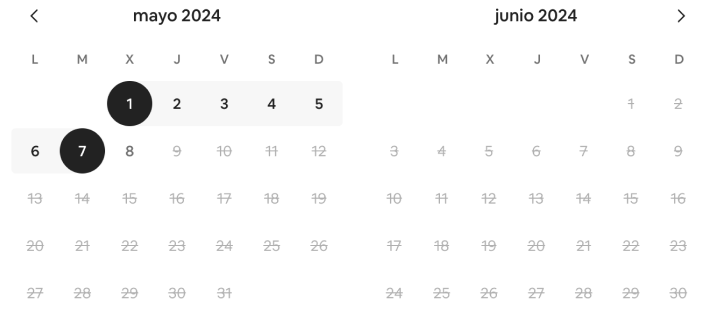 mayo 2024
L M X J V S D
1 2 3 4 5
6 7 8 9 10 11 12
13 14 15 16 17 18 19
20 21 22 23 24 25 26
27 28 29 30 31
junio 2024
L M X J V S D
1 2
3 4 5 6 7 8 9
10 11 12 13 14 15 16
17 18 19 20 21 22 23
24 25 26 27 28 29 30